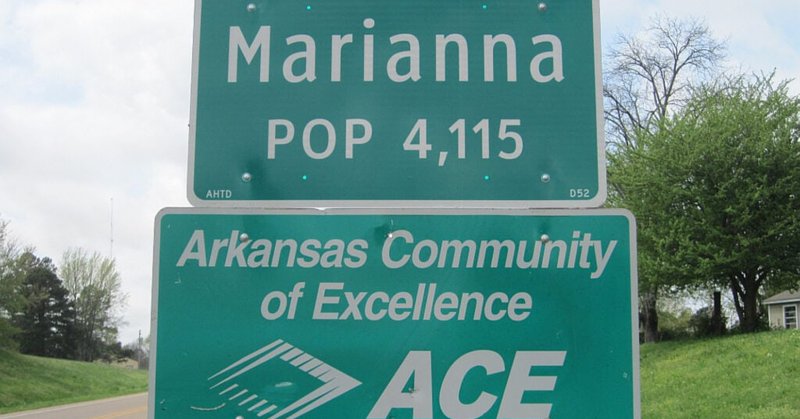 Marianna
POP 4,115
AHTD D52
Arkansas Community
of Excellence
ACE